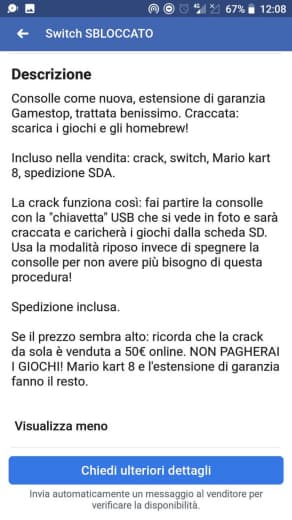 67% 12:08
Switch SBLOCCATO
Descrizione
Consolle come nuova, estensione di garanzia
Gamestop, trattata benissimo. Craccata:
scarica i giochi e gli homebrew!
Incluso nella vendita: crack, switch, Mario kart
8, spedizione SDA.
La crack funziona così: fai partire la consolle
con la "chiavetta" USB che si vede in foto e sarà
craccata e caricherà i giochi dalla scheda SD.
Usa la modalità riposo invece di spegnere la
consolle per non avere più bisogno di questa
procedura!
Spedizione inclusa.
Se il prezzo sembra alto: ricorda che la crack
da sola è venduta a 50€ online. NON PAGHERAI
I GIOCHI! Mario kart 8 e l'estensione di garanzia
fanno il resto.
Visualizza meno
Chiedi ulteriori dettagli
Invia automaticamente un messaggio al venditore per
verificare la disponibilità.